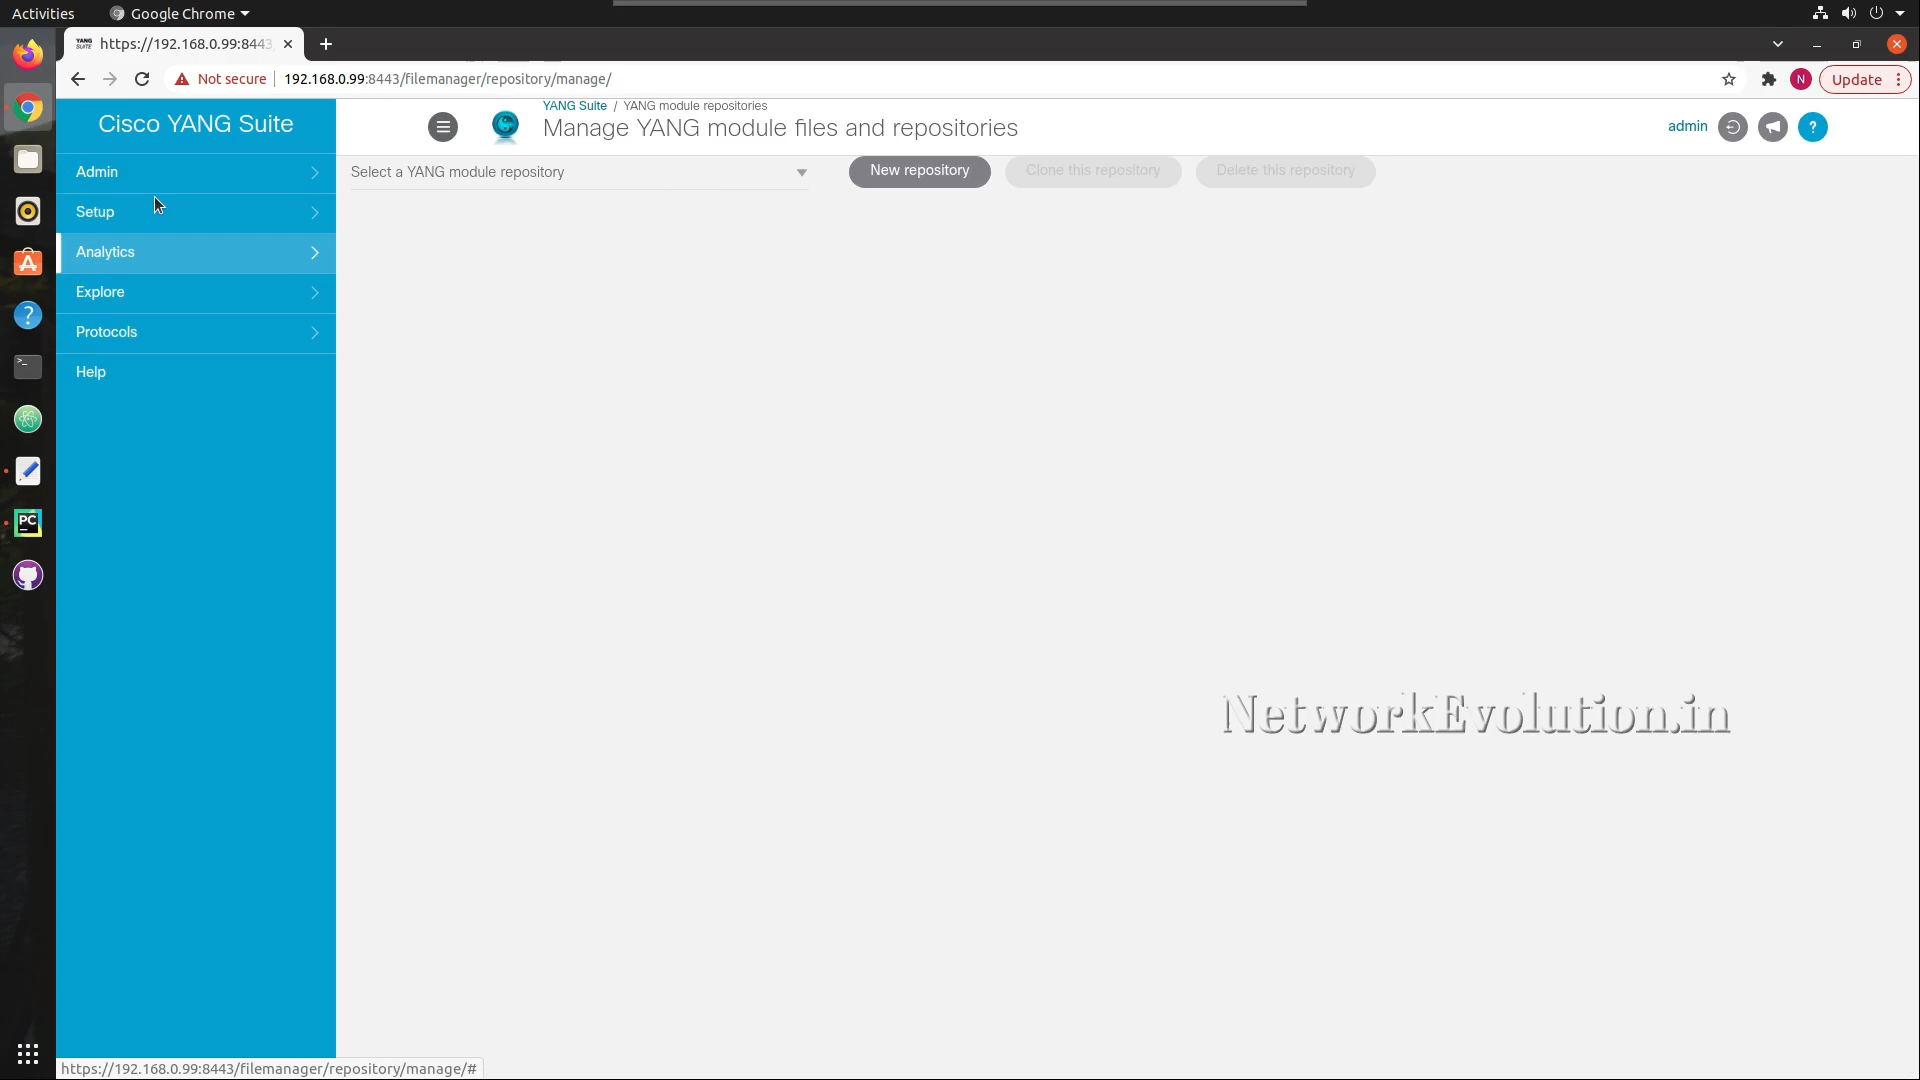 Activities
Google Chrome
YANG SUITE
https://192.168.0.99:8443
Not secure
192.168.0.99:8443/filemanager/repository/manage/
N
Update
Cisco YANG Suite
YANG Suite / YANG module repositories
Manage YANG module files and repositories
admin
?
Admin
Setup
Analytics
Explore
Protocols
Help
Select a YANG module repository
New repository
Clone this repository
Delete this repository
?
>_
PC
NetworkEvolution.in
https://192.168.0.99:8443/filemanager/repository/manage/#